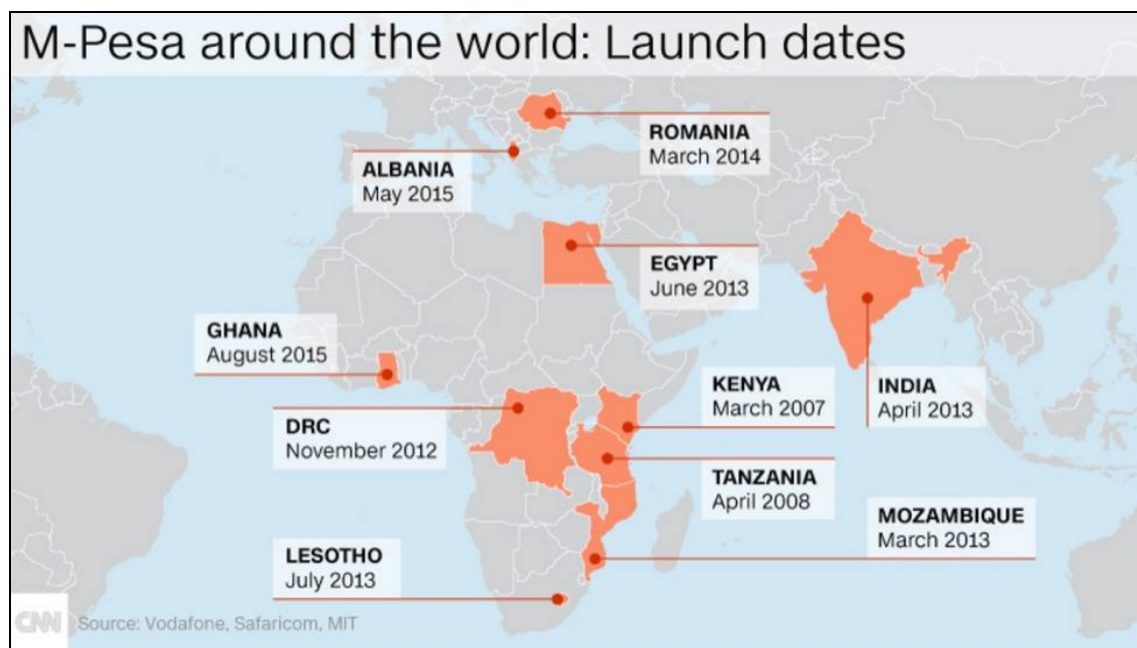 M-Pesa around the world: Launch dates
ROMANIA
March 2014
ALBANIA
May 2015
EGYPT
June 2013
GHANA
August 2015
KENYA
March 2007
INDIA
April 2013
DRC
November 2012
TANZANIA
April 2008
MOZAMBIQUE
March 2013
LESOTHO
July 2013
CNN
Source: Vodafone, Safaricom, MIT